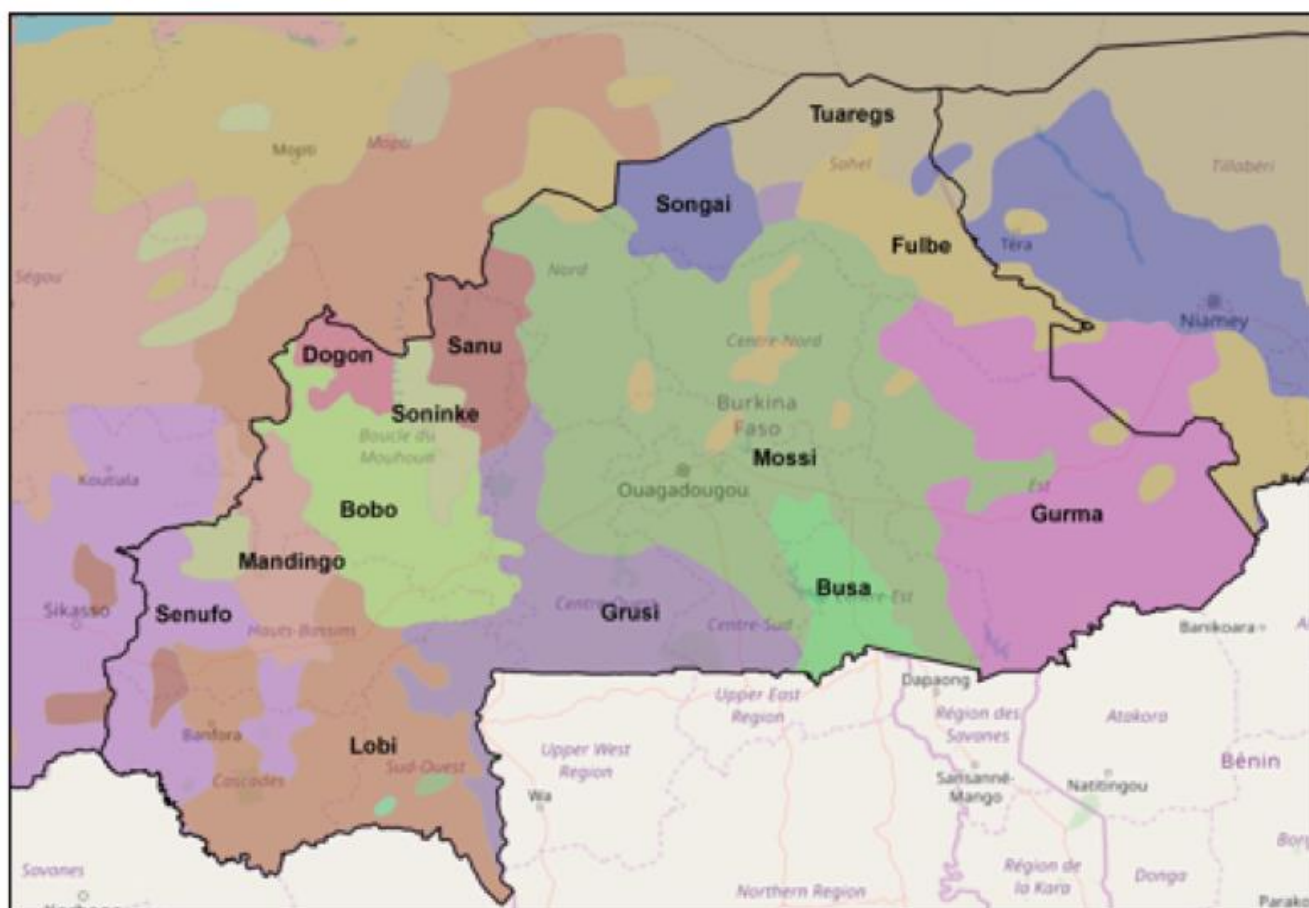 Tuaregs
Mopti
Mopti
Sahel
Tillabéri
Songai
Téra
Fulbe
Ségou
Nord
Niamey
Centre-Nord
Dogon
Sanu
Burkina
Faso
Soninke
Boucle du
Mouhoun
Mossi
Koutiala
Ouagadougou
Est
Bobo
Gurma
Mandingo
Sikasso
Senufo
Hauts-Bassins
Centre-Ouest
Grusi
Centre-Sud
Busa
Centre-Est
Banikoara
Dapaong
Upper East
Region
Région des
Savanes
Atakora
Banfora
Lobi
Cascades
Sud-Ouest
Upper West
Region
Bénin
Wa
Sansanné-
Mango
Natitingou
Savanes
Northern Region
Région de
la Kara
Donga